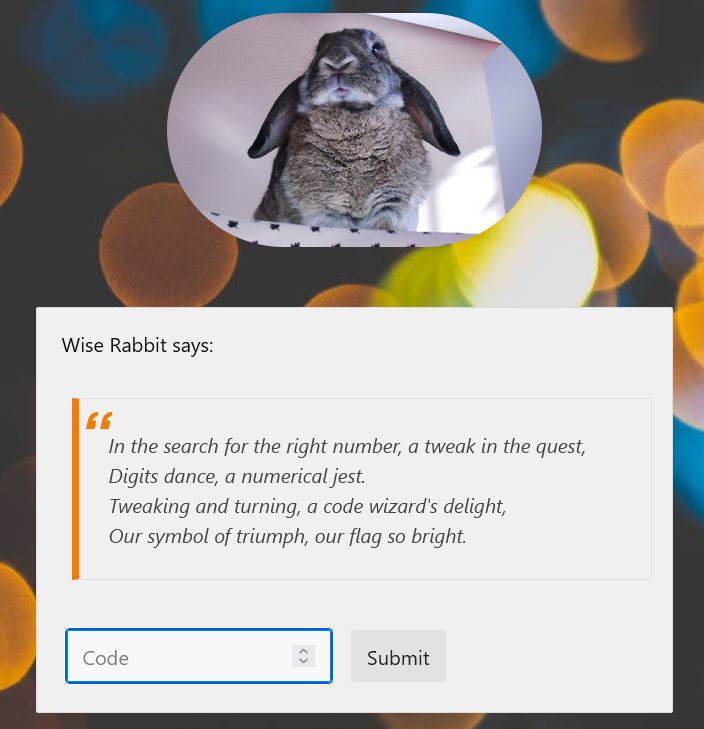 Wise Rabbit says:
“
In the search for the right number, a tweak in the quest,
Digits dance, a numerical jest.
Tweaking and turning, a code wizard's delight,
Our symbol of triumph, our flag so bright.
Code
Submit